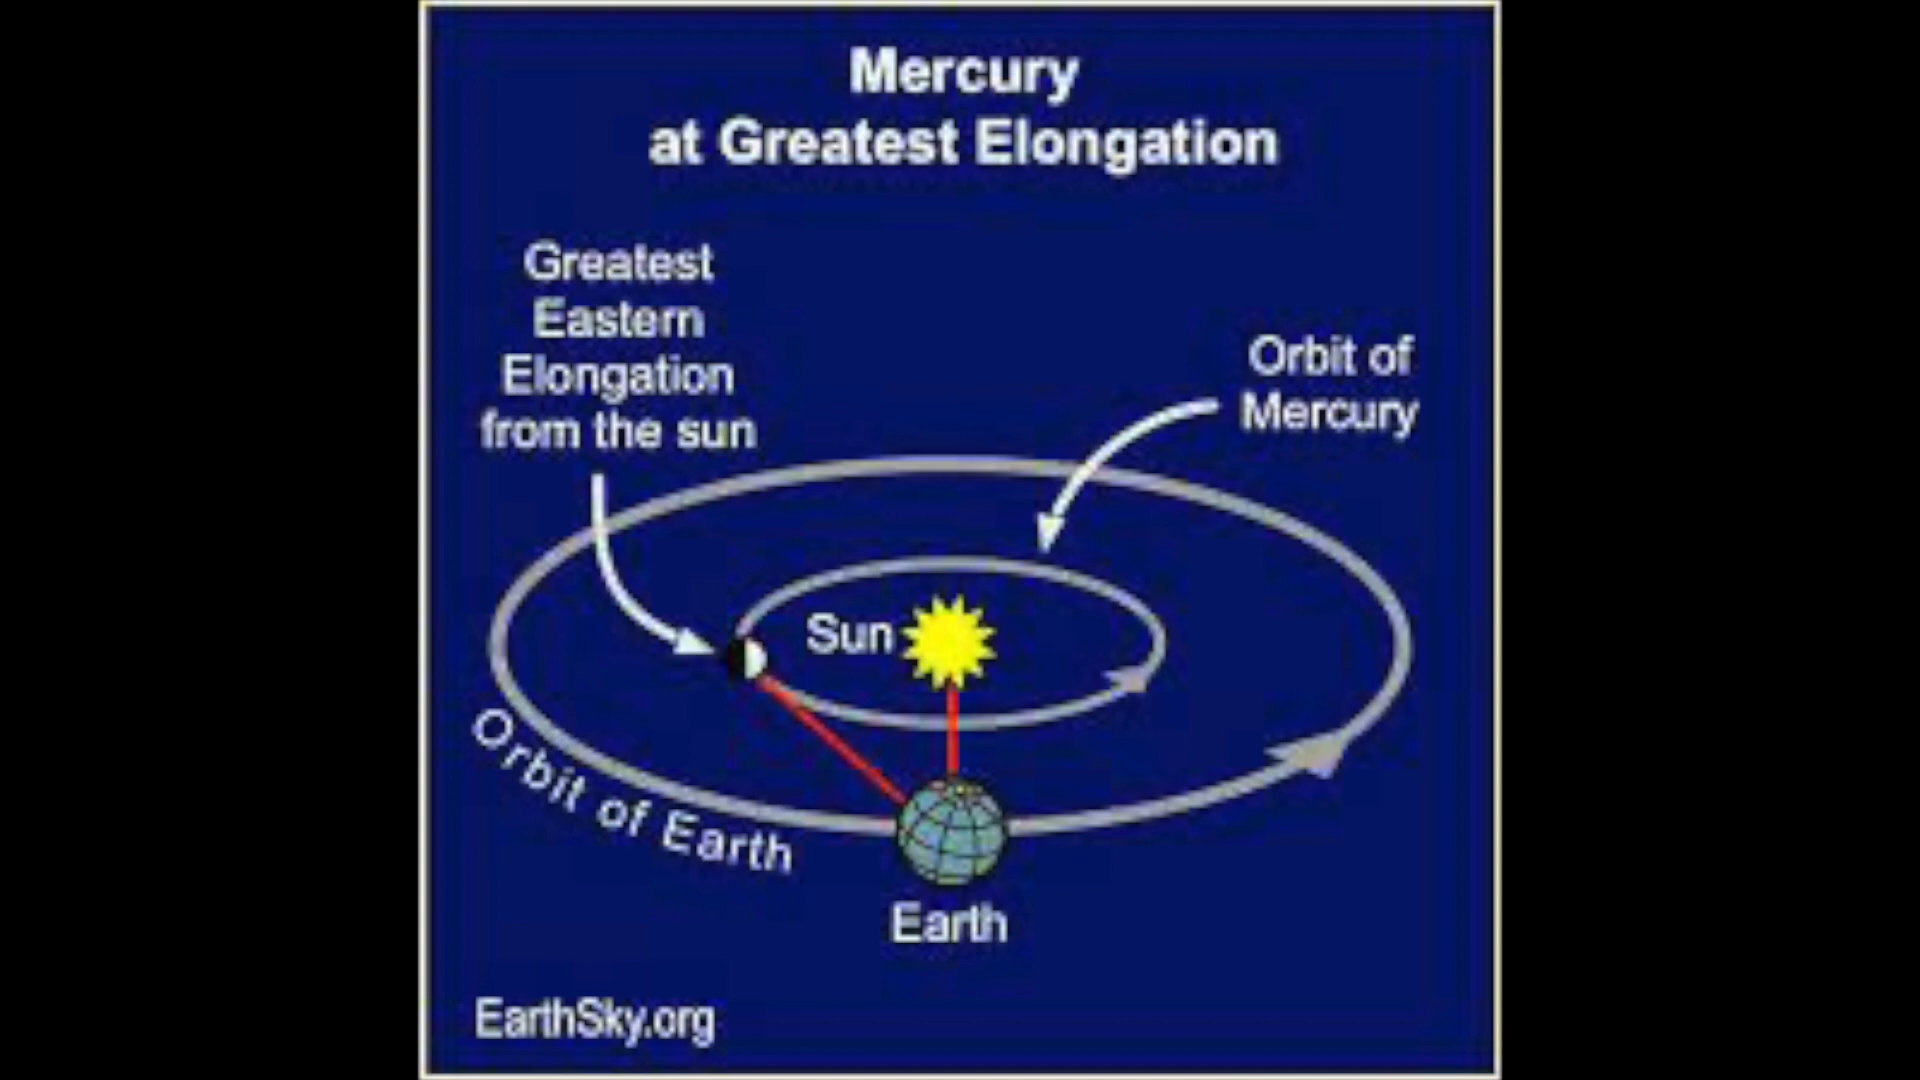 Mercury
at Greatest Elongation
Greatest
Eastern
Elongation
from the sun
Orbit of
Mercury
Sun
Orbit of Earth
Earth
EarthSky.org